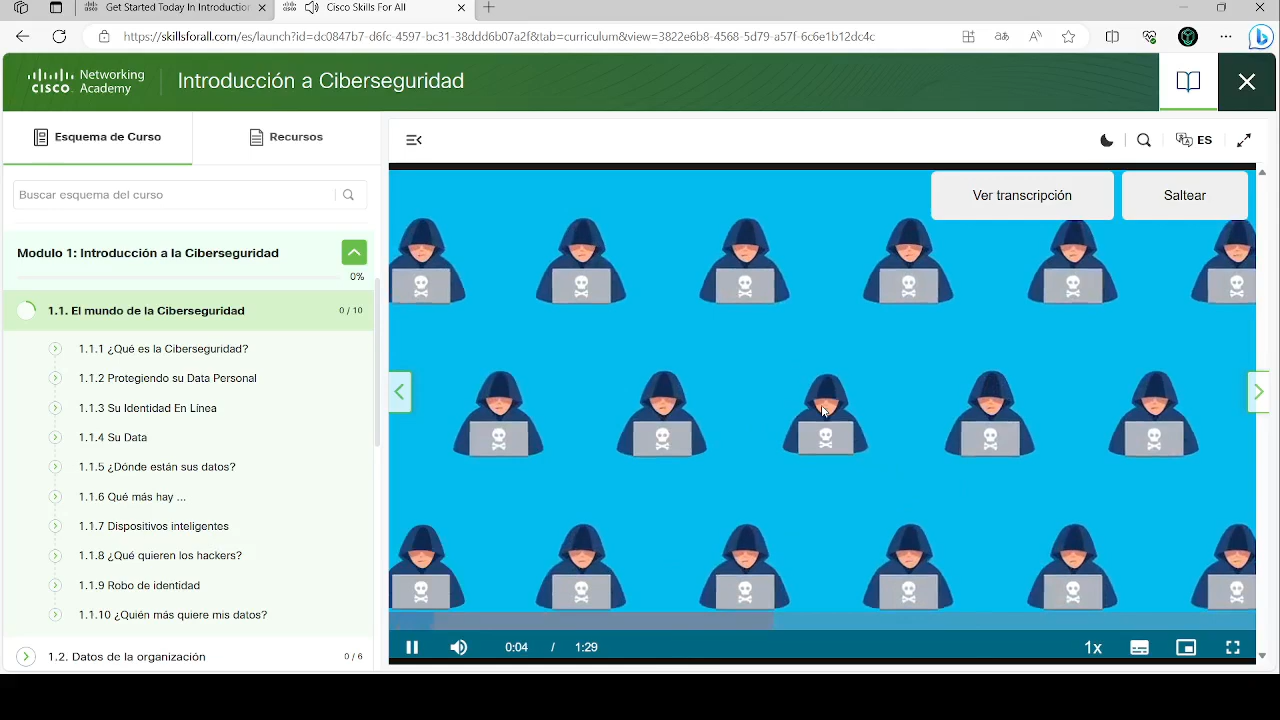 Get Started Today In Introduction
Cisco Skills For All
https://skillsforall.com/es/launch?id=dc0847b7-d6fc-4597-bc31-38ddd6b07a2f&tab=curriculum&view=3822e6b8-4568-5d79-a57f-6c6e1b12dc4c
CISCO Networking Academy
Introducción a Ciberseguridad
Esquema de Curso
Recursos
ES
Buscar esquema del curso
Ver transcripción
Saltear
Modulo 1: Introducción a la Ciberseguridad
0%
1.1. El mundo de la Ciberseguridad 0 / 10
1.1.1 ¿Qué es la Ciberseguridad?
1.1.2 Protegiendo su Data Personal
1.1.3 Su Identidad En Línea
1.1.4 Su Data
1.1.5 ¿Dónde están sus datos?
1.1.6 Qué más hay ...
1.1.7 Dispositivos inteligentes
1.1.8 ¿Qué quieren los hackers?
1.1.9 Robo de identidad
1.1.10 ¿Quién más quiere mis datos?
1.2. Datos de la organización 0 / 6
0:04 / 1:29
1x